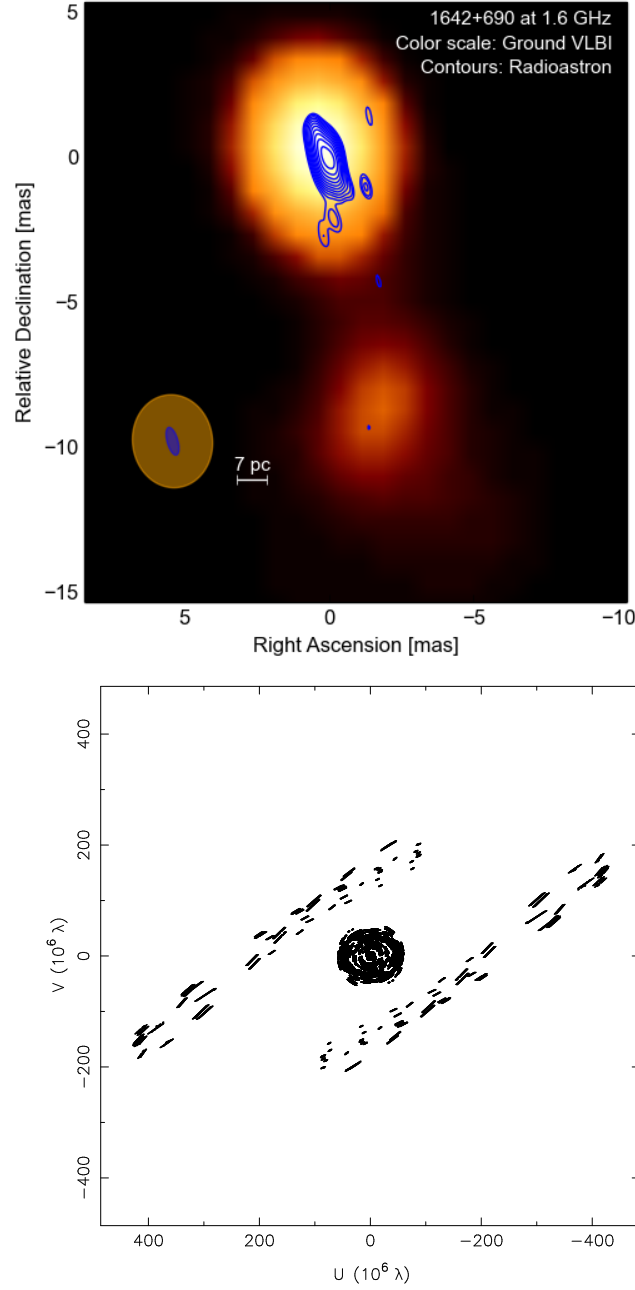 1642+690 at 1.6 GHz
Color scale: Ground VLBI
Contours: Radioastron
5
0
−5
−10
−15
Relative Declination [mas]
7 pc
5
0
−5
−10
Right Ascension [mas]
400
200
0
−200
−400
V (10⁶ λ)
400
200
0
−200
−400
U (10⁶ λ)